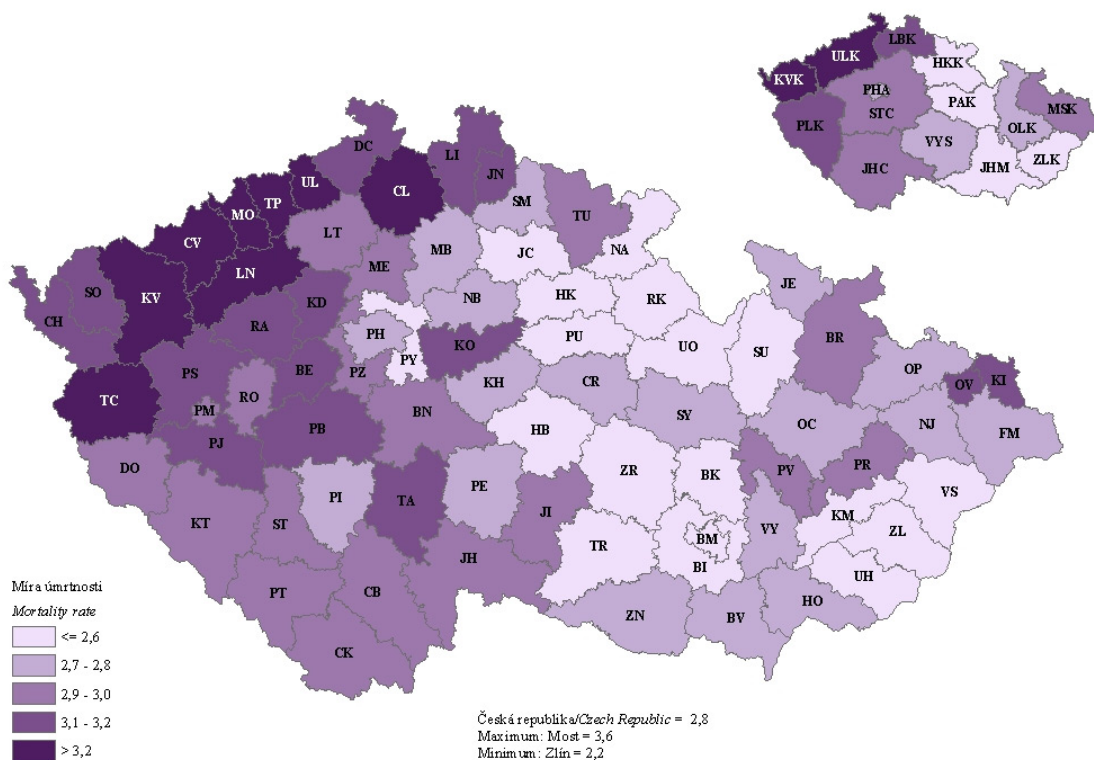 LBK
ULK
HKK
KVK
PHA
PAK
MSK
STC
PLK
OLK
VYS
JHC
JHM
ZLK
DC
LI
JN
UL
CL
TP
MO
SM
TU
CV
LT
MB
JC
NA
LN
ME
SO
KV
KD
NB
HK
RK
JE
CH
RA
PH
KO
PU
UO
SU
BR
PY
PS
BE
PZ
OP
OV
KI
TC
RO
KH
CR
PM
PB
BN
SY
OC
NJ
FM
PJ
HB
DO
ZR
BK
PV
PR
PI
TA
PE
VS
KT
ST
JI
KM
ZL
TR
BM
VY
JH
BI
UH
PT
CB
HO
ZN
BV
CK
Míra úmrtnosti
Mortality rate
<= 2,6
2,7 - 2,8
2,9 - 3,0
3,1 - 3,2
> 3,2
Česká republika/Czech Republic = 2,8
Maximum: Most = 3,6
Minimum: Zlín = 2,2